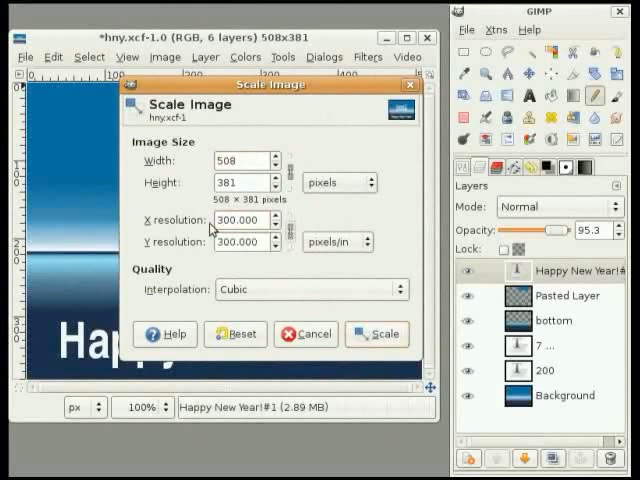 *hny.xcf-1.0 (RGB, 6 layers) 508x381
File Edit Select View Image Layer Colors Tools Dialogs Filters Video
Scale Image
Scale Image
hny.xcf-1
Image Size
Width: 508
Height: 381 pixels
508 × 381 pixels
X resolution: 300.000
Y resolution: 300.000 pixels/in
Quality
Interpolation: Cubic
Help Reset Cancel Scale
Happy
px 100% Happy New Year!#1 (2.89 MB)
GIMP
File Xtns Help
Layers
Mode: Normal
Opacity: 95.3
Lock:
Happy New Year!#
Pasted Layer
bottom
7 ...
200
Background